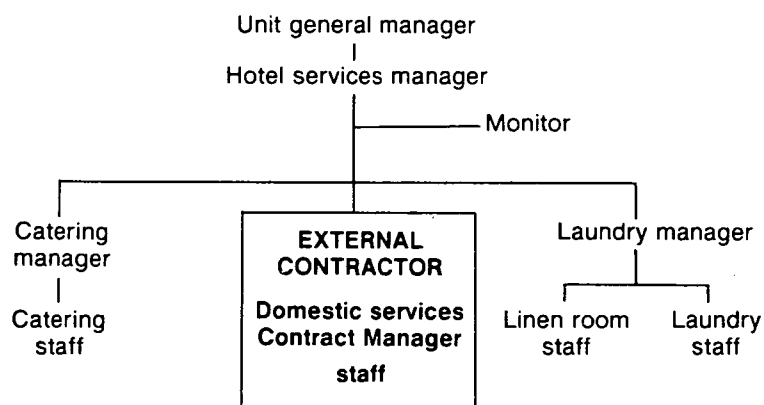 Unit general manager
Hotel services manager
Monitor
Catering
manager
Catering
staff
EXTERNAL
CONTRACTOR
Domestic services
Contract Manager
staff
Laundry manager
Linen room
staff
Laundry
staff